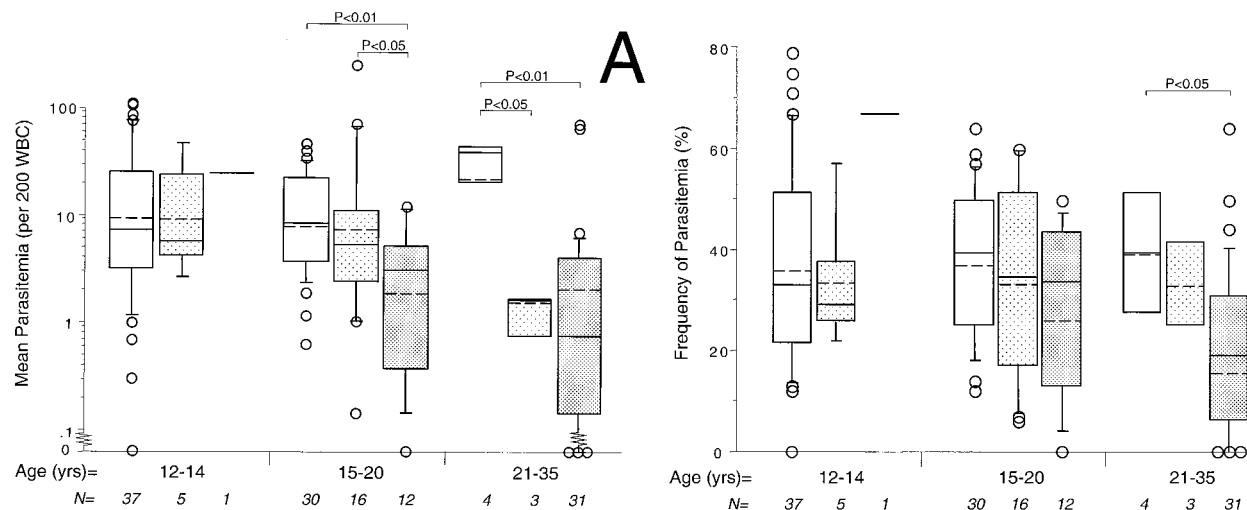 A
P<0.01
P<0.05
P<0.01
P<0.05
Mean Parasitemia (per 200 WBC)
100
10
1
.1
0
Age (yrs)= 12-14 15-20 21-35
N= 37 5 1 30 16 12 4 3 31
P<0.05
Frequency of Parasitemia (%)
80
60
40
20
0
Age (yrs)= 12-14 15-20 21-35
N= 37 5 1 30 16 12 4 3 31